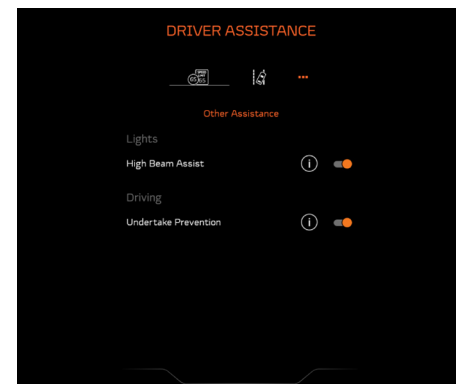 DRIVER ASSISTANCE
Other Assistance
Lights
High Beam Assist
Driving
Undertake Prevention